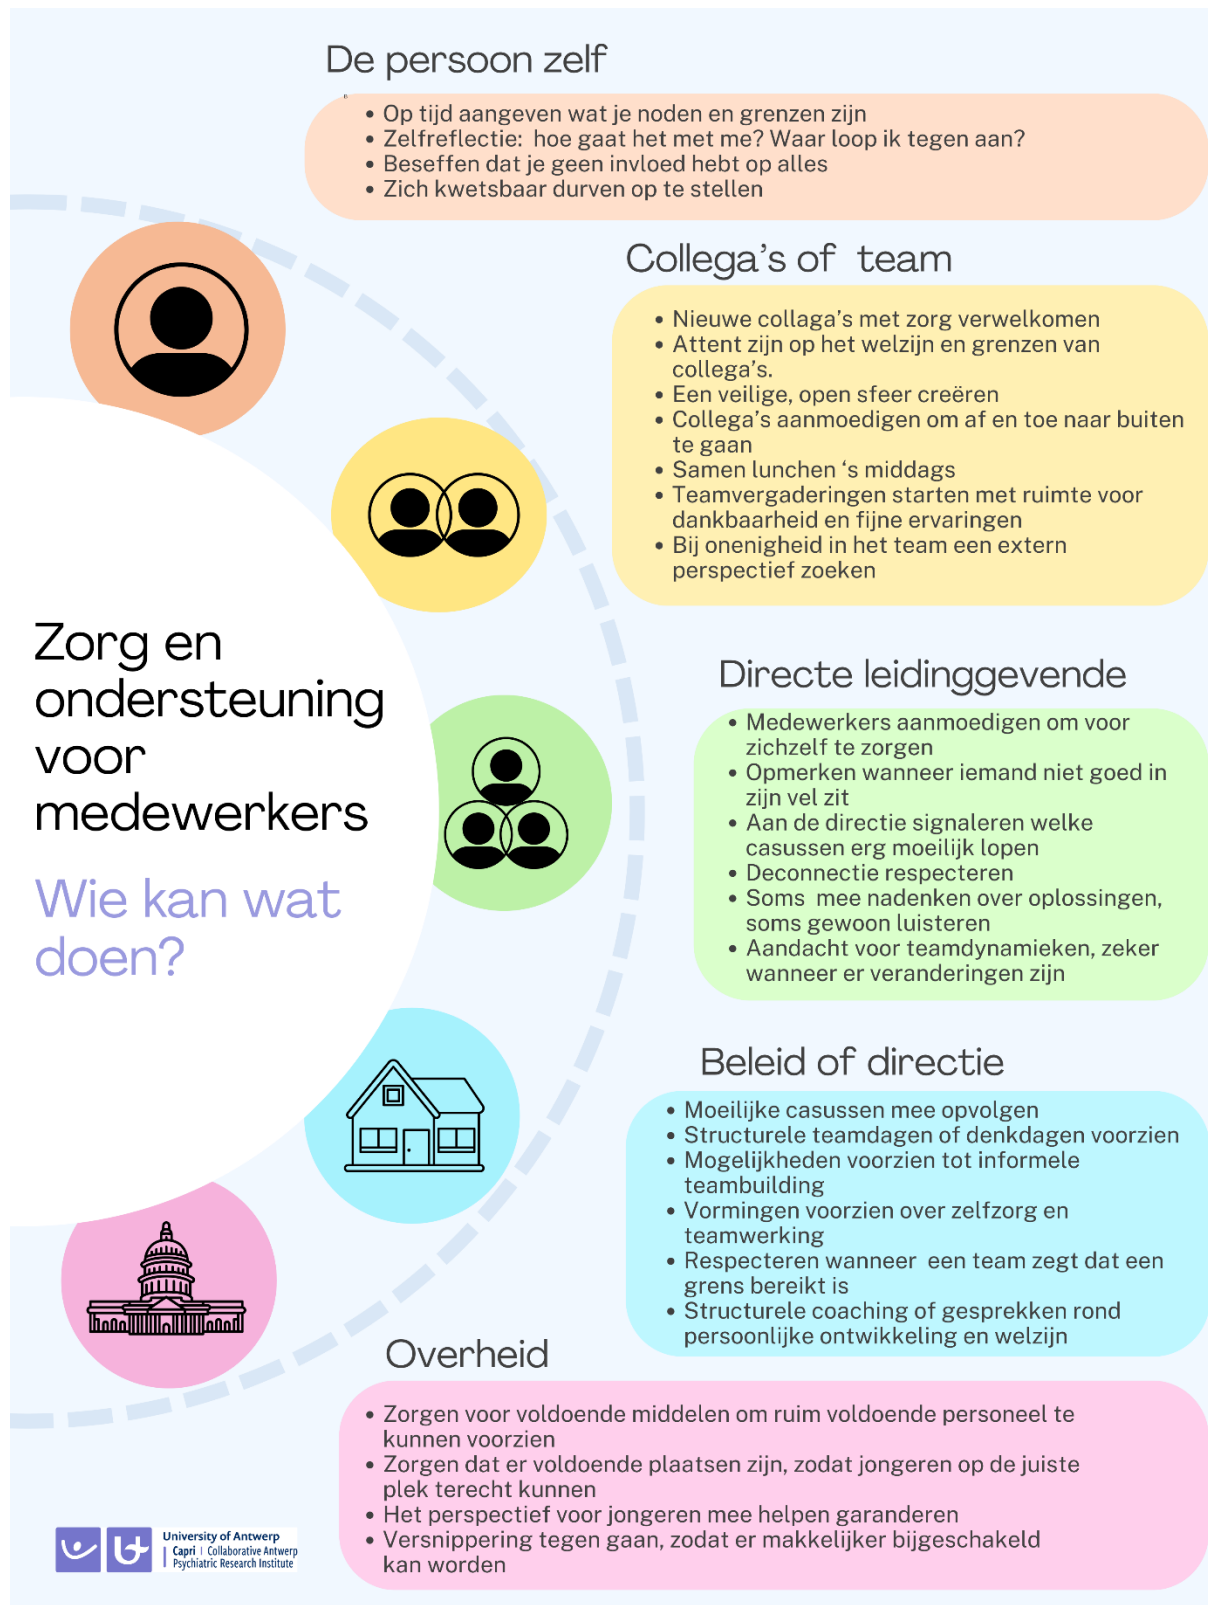 De persoon zelf
• Op tijd aangeven wat je noden en grenzen zijn
• Zelfreflectie: hoe gaat het met me? Waar loop ik tegen aan?
• Beseffen dat je geen invloed hebt op alles
• Zich kwetsbaar durven op te stellen
Collega's of team
• Nieuwe collaga's met zorg verwelkomen
• Attent zijn op het welzijn en grenzen van
collega's.
• Een veilige, open sfeer creëren
• Collega's aanmoedigen om af en toe naar buiten
te gaan
• Samen lunchen 's middags
• Teamvergaderingen starten met ruimte voor
dankbaarheid en fijne ervaringen
• Bij onenigheid in het team een extern
perspectief zoeken
Zorg en
ondersteuning
voor
medewerkers
Wie kan wat
doen?
Directe leidinggevende
• Medewerkers aanmoedigen om voor
zichzelf te zorgen
• Opmerken wanneer iemand niet goed in
zijn vel zit
• Aan de directie signaleren welke
casussen erg moeilijk lopen
• Deconnectie respecteren
• Soms mee nadenken over oplossingen,
soms gewoon luisteren
• Aandacht voor teamdynamieken, zeker
wanneer er veranderingen zijn
Beleid of directie
• Moeilijke casussen mee opvolgen
• Structurele teamdagen of denkdagen voorzien
• Mogelijkheden voorzien tot informele
teambuilding
• Vormingen voorzien over zelfzorg en
teamwerking
• Respecteren wanneer een team zegt dat een
grens bereikt is
• Structurele coaching of gesprekken rond
persoonlijke ontwikkeling en welzijn
Overheid
• Zorgen voor voldoende middelen om ruim voldoende personeel te
kunnen voorzien
• Zorgen dat er voldoende plaatsen zijn, zodat jongeren op de juiste
plek terecht kunnen
• Het perspectief voor jongeren mee helpen garanderen
• Versnippering tegen gaan, zodat er makkelijker bijgeschakeld
kan worden
University of Antwerp
Capri | Collaborative Antwerp
Psychiatric Research Institute